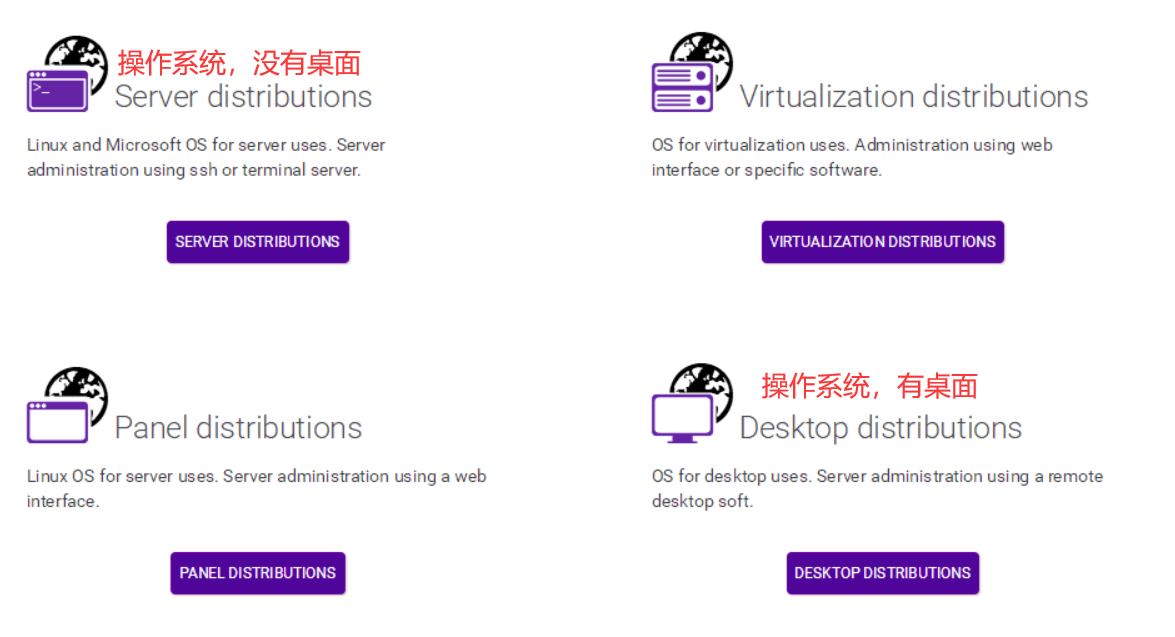 操作系统，没有桌面
>_
Server distributions
Linux and Microsoft OS for server uses. Server
administration using ssh or terminal server.
SERVER DISTRIBUTIONS
Virtualization distributions
OS for virtualization uses. Administration using web
interface or specific software.
VIRTUALIZATION DISTRIBUTIONS
Panel distributions
Linux OS for server uses. Server administration using a web
interface.
PANEL DISTRIBUTIONS
操作系统，有桌面
Desktop distributions
OS for desktop uses. Server administration using a remote
desktop soft.
DESKTOP DISTRIBUTIONS